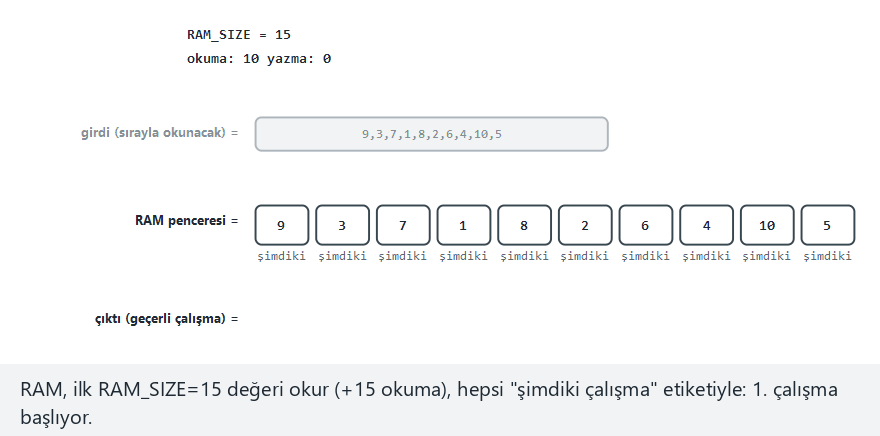 RAM_SIZE = 15
okuma: 10 yazma: 0
girdi (sırayla okunacak) = 9,3,7,1,8,2,6,4,10,5
RAM penceresi = 9 3 7 1 8 2 6 4 10 5
şimdiki şimdiki şimdiki şimdiki şimdiki şimdiki şimdiki şimdiki şimdiki şimdiki
çıktı (geçerli çalışma) =
RAM, ilk RAM_SIZE=15 değeri okur (+15 okuma), hepsi "şimdiki çalışma" etiketiyle: 1. çalışma
başlıyor.